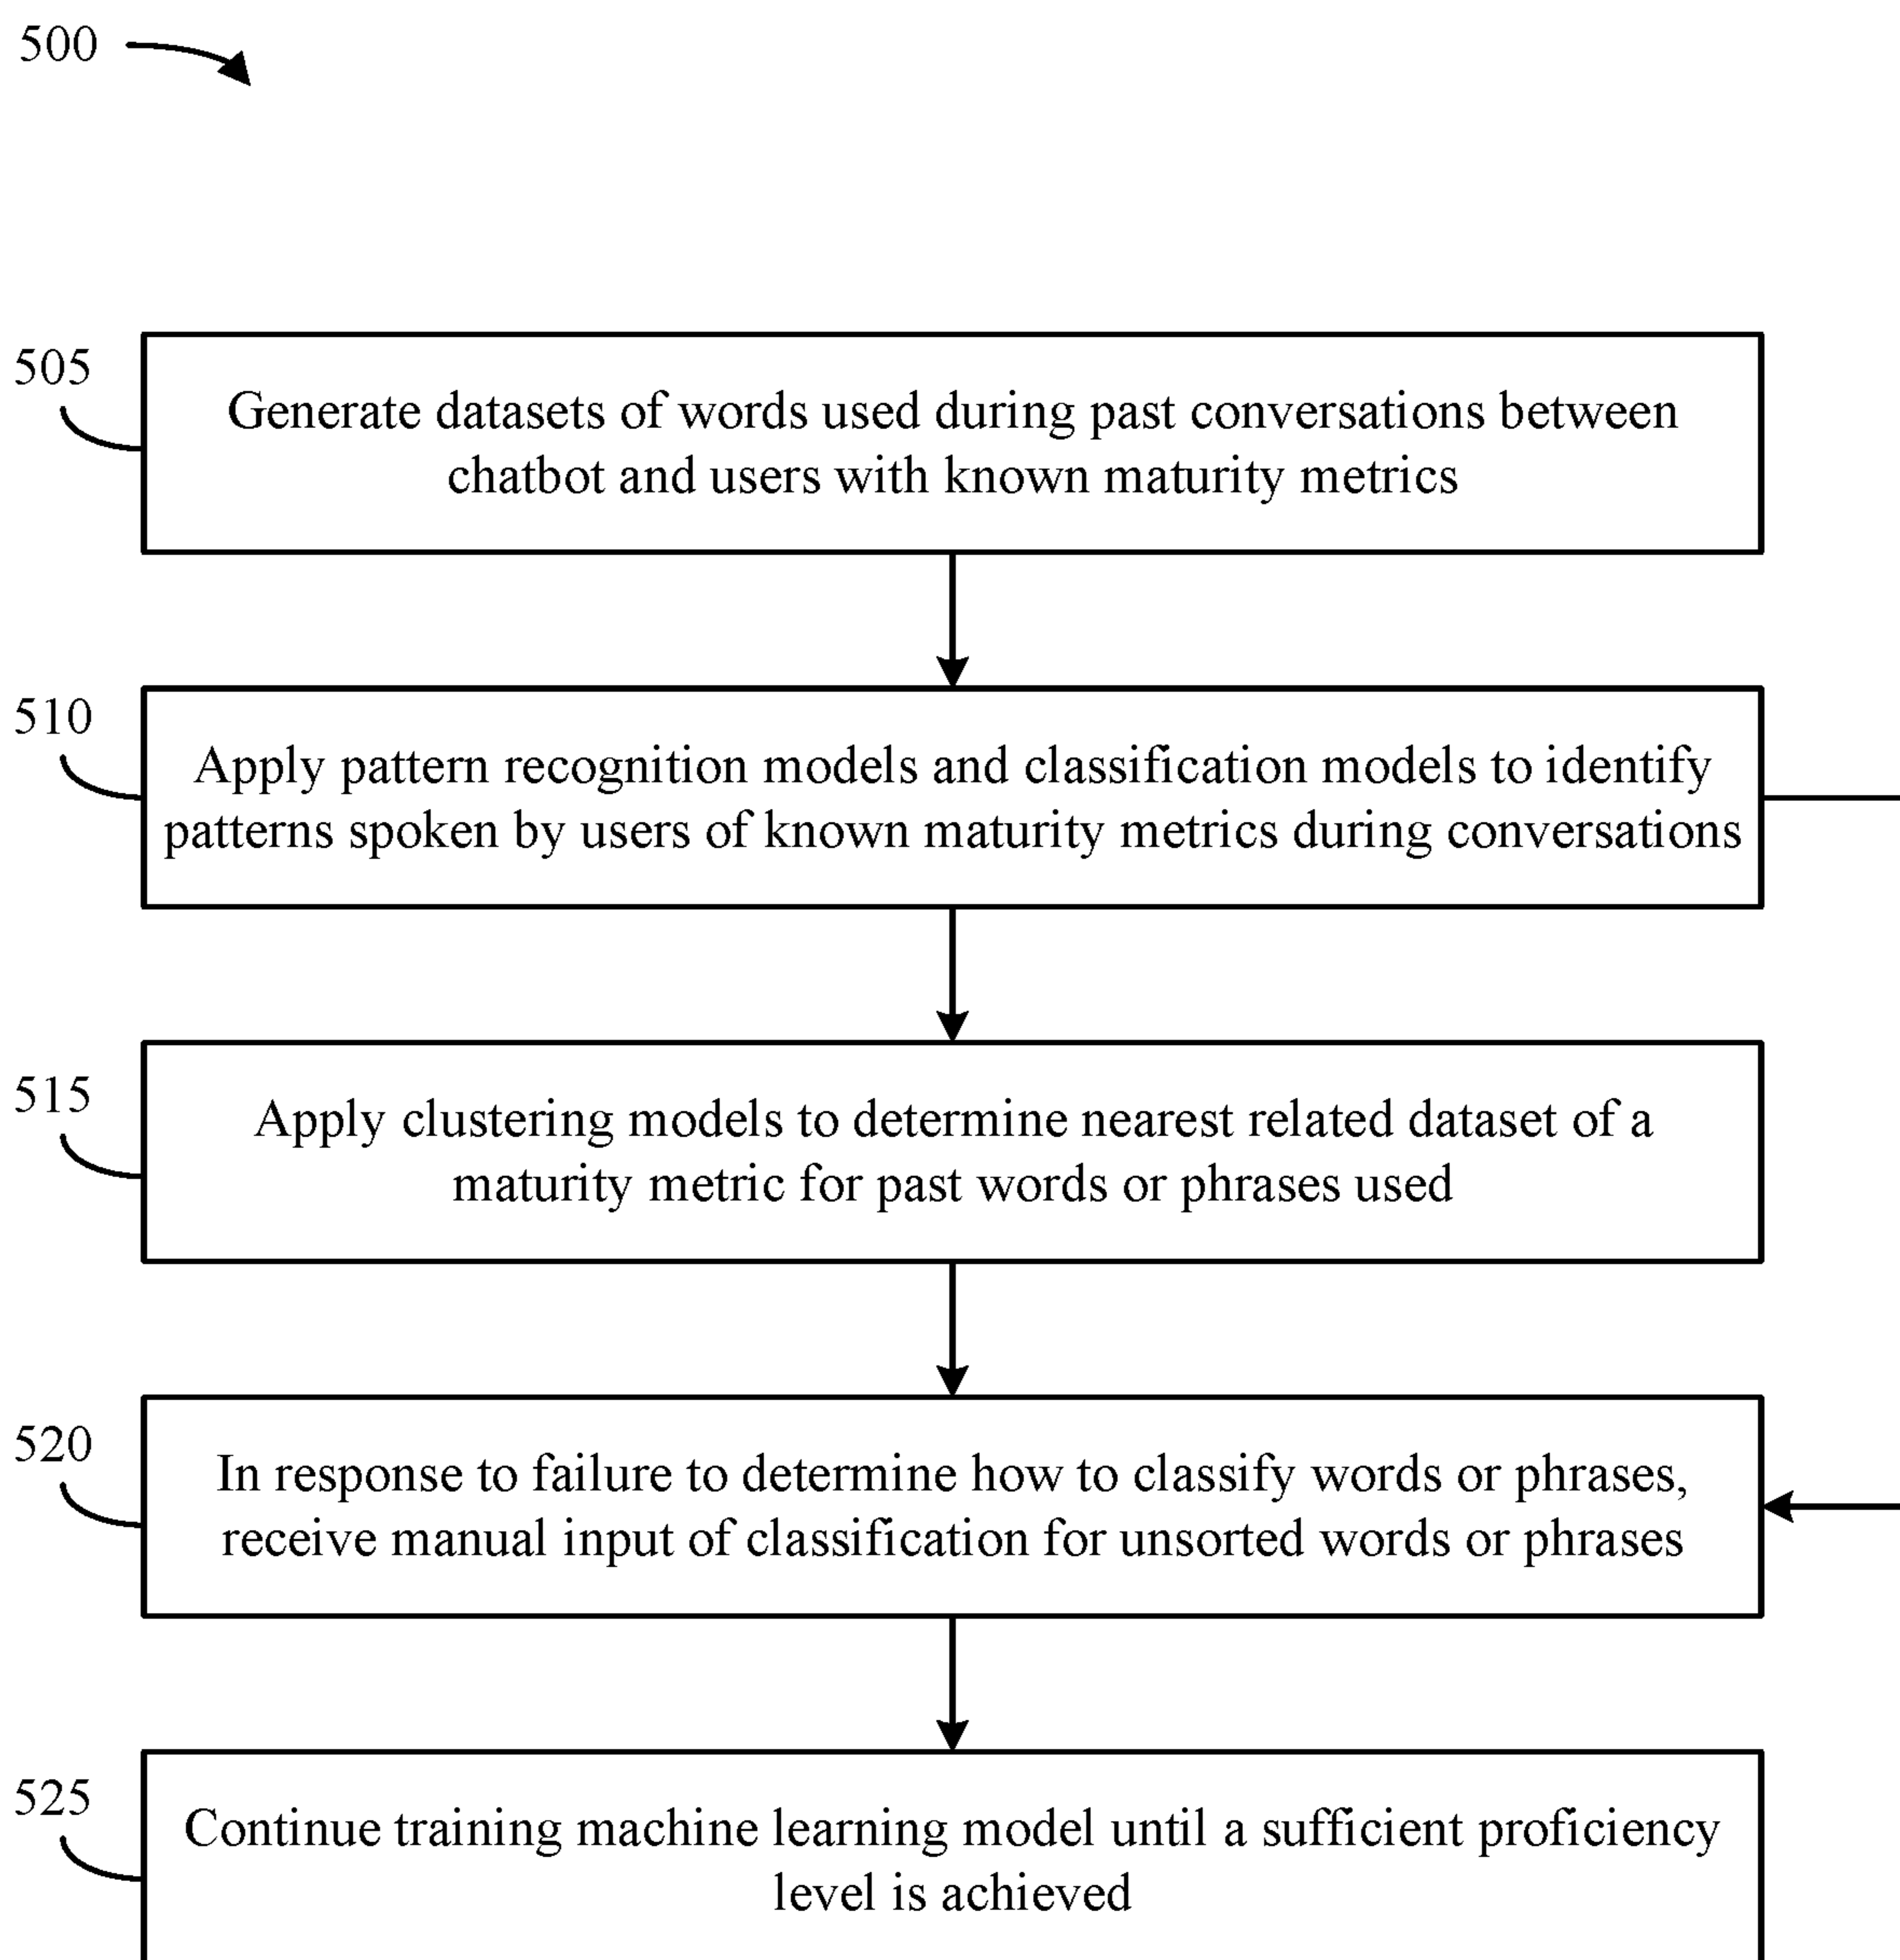 500
505
Generate datasets of words used during past conversations between
chatbot and users with known maturity metrics
510
Apply pattern recognition models and classification models to identify
patterns spoken by users of known maturity metrics during conversations
515
Apply clustering models to determine nearest related dataset of a
maturity metric for past words or phrases used
520
In response to failure to determine how to classify words or phrases,
receive manual input of classification for unsorted words or phrases
525
Continue training machine learning model until a sufficient proficiency
level is achieved